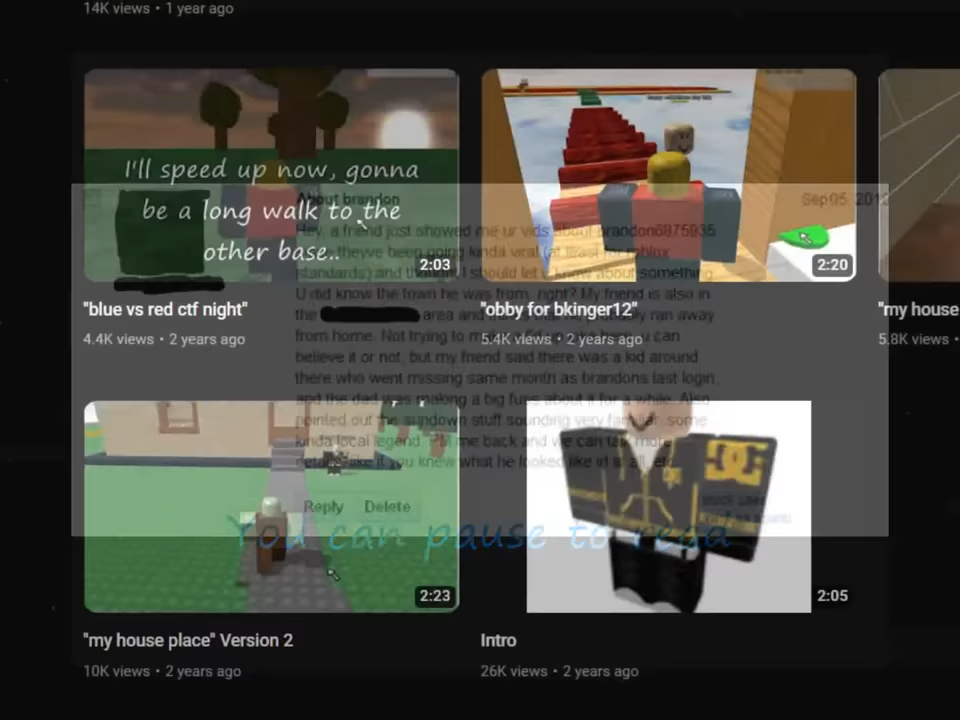 14K views • 1 year ago
I'll speed up now, gonna
be a long walk to the
other base..
2:03
2:20
"blue vs red ctf night"
4.4K views • 2 years ago
"obby for bkinger12"
5.4K views • 2 years ago
"my house
5.8K views •
About brandon
Sep 05, 201
Hey, a friend just showed me ur vids about brandon6875935
theyve been going kinda viral (at least for roblox
standards) and I should let u know about something.
U did know the town he was from, right? My friend is also in
the area and ran away
from home. Not trying to u can
believe it or not, but my friend said there was a kid around
there who went missing same month as brandons last login,
and the dad was making a big fuss about it for a while. Also
pointed out the sundown stuff sounding very familiar, some
kinda local legend. PM me back and we can talk more
details like if you knew what he looked like irl at all, etc
Reply Delete
You can pause to read
2:23
2:05
"my house place" Version 2
10K views • 2 years ago
Intro
26K views • 2 years ago